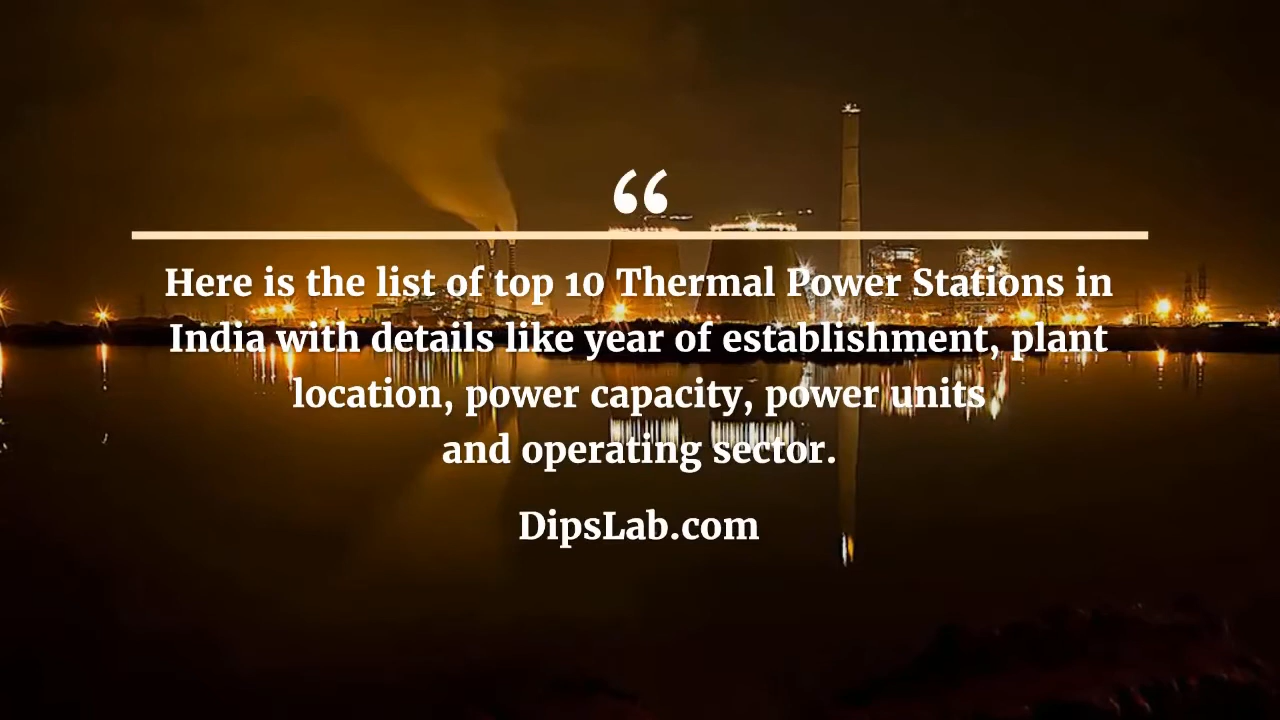 “
Here is the list of top 10 Thermal Power Stations in
India with details like year of establishment, plant
location, power capacity, power units
and operating sector.
DipsLab.com